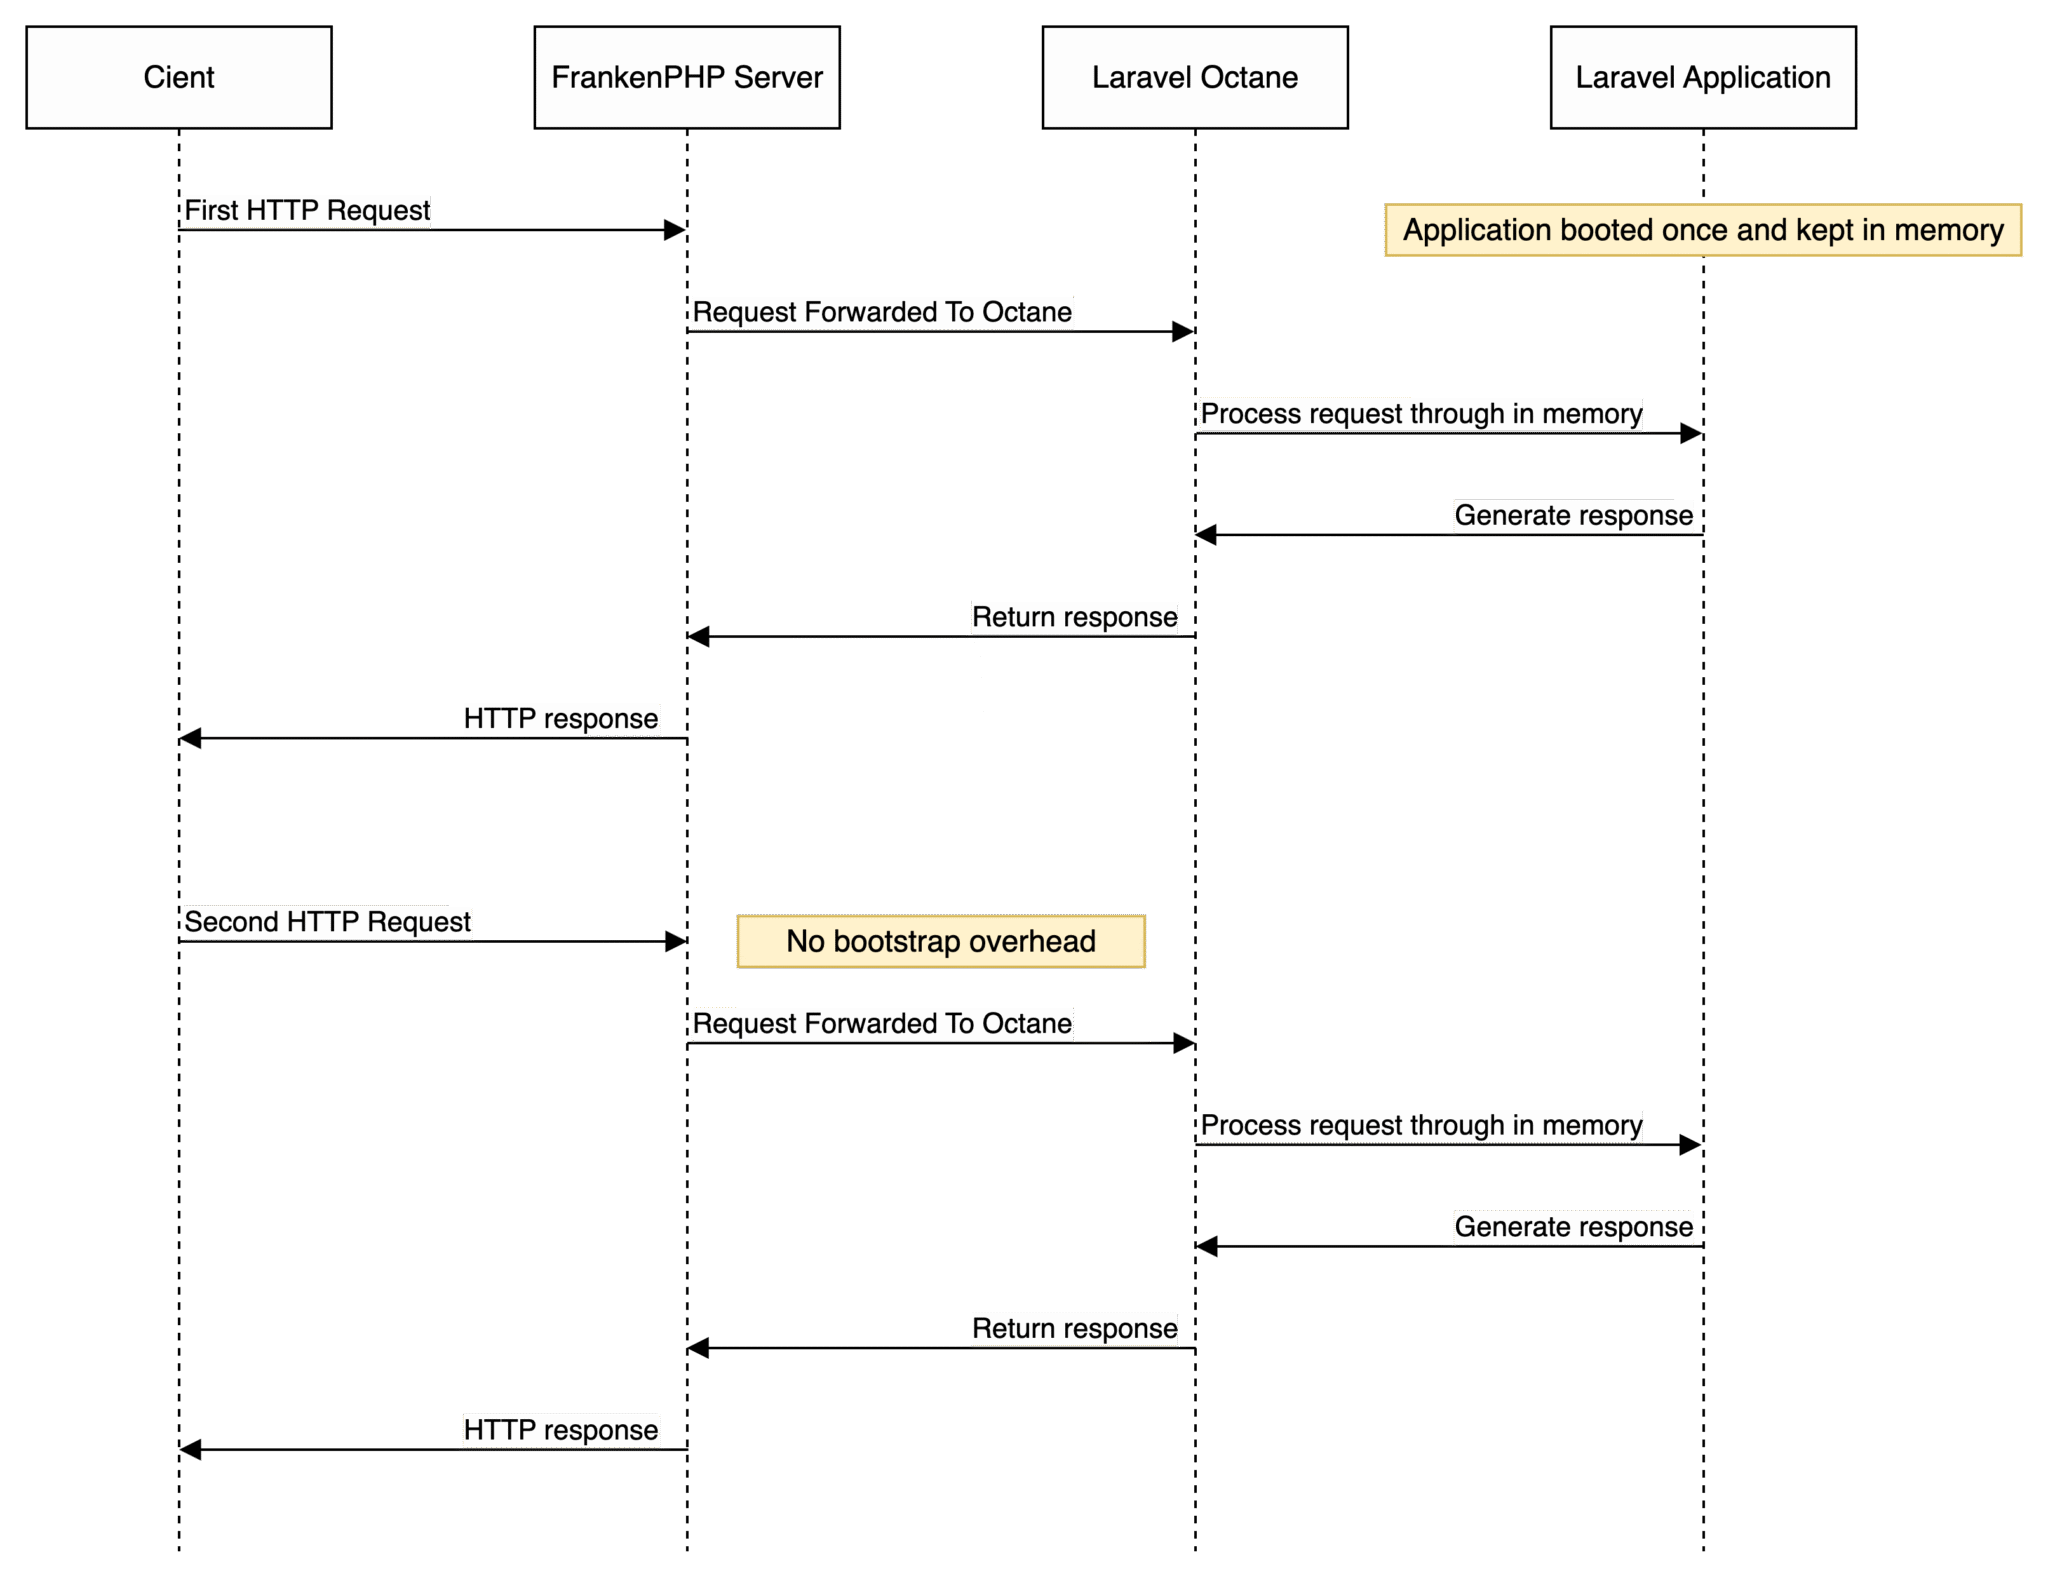 Cient
FrankenPHP Server
Laravel Octane
Laravel Application
First HTTP Request
Application booted once and kept in memory
Request Forwarded To Octane
Process request through in memory
Generate response
Return response
HTTP response
Second HTTP Request
No bootstrap overhead
Request Forwarded To Octane
Process request through in memory
Generate response
Return response
HTTP response